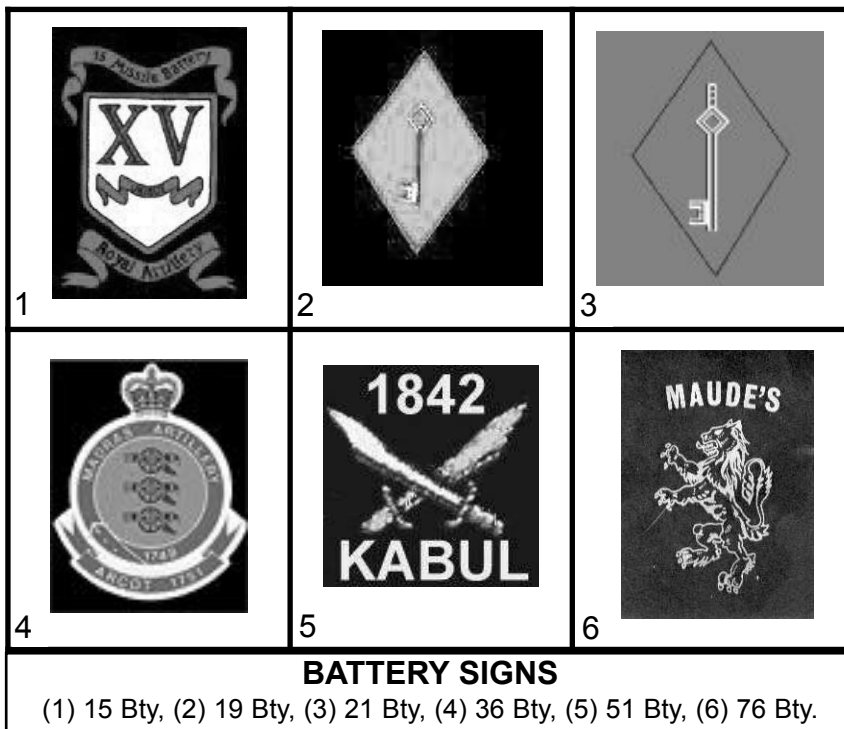 15 Missile Battery
XV
Royal Artillery
1
2
3
MADRAS ARTILLERY
1749
ARCOT 1751
4
1842
KABUL
5
MAUDE'S
6
BATTERY SIGNS
(1) 15 Bty, (2) 19 Bty, (3) 21 Bty, (4) 36 Bty, (5) 51 Bty, (6) 76 Bty.